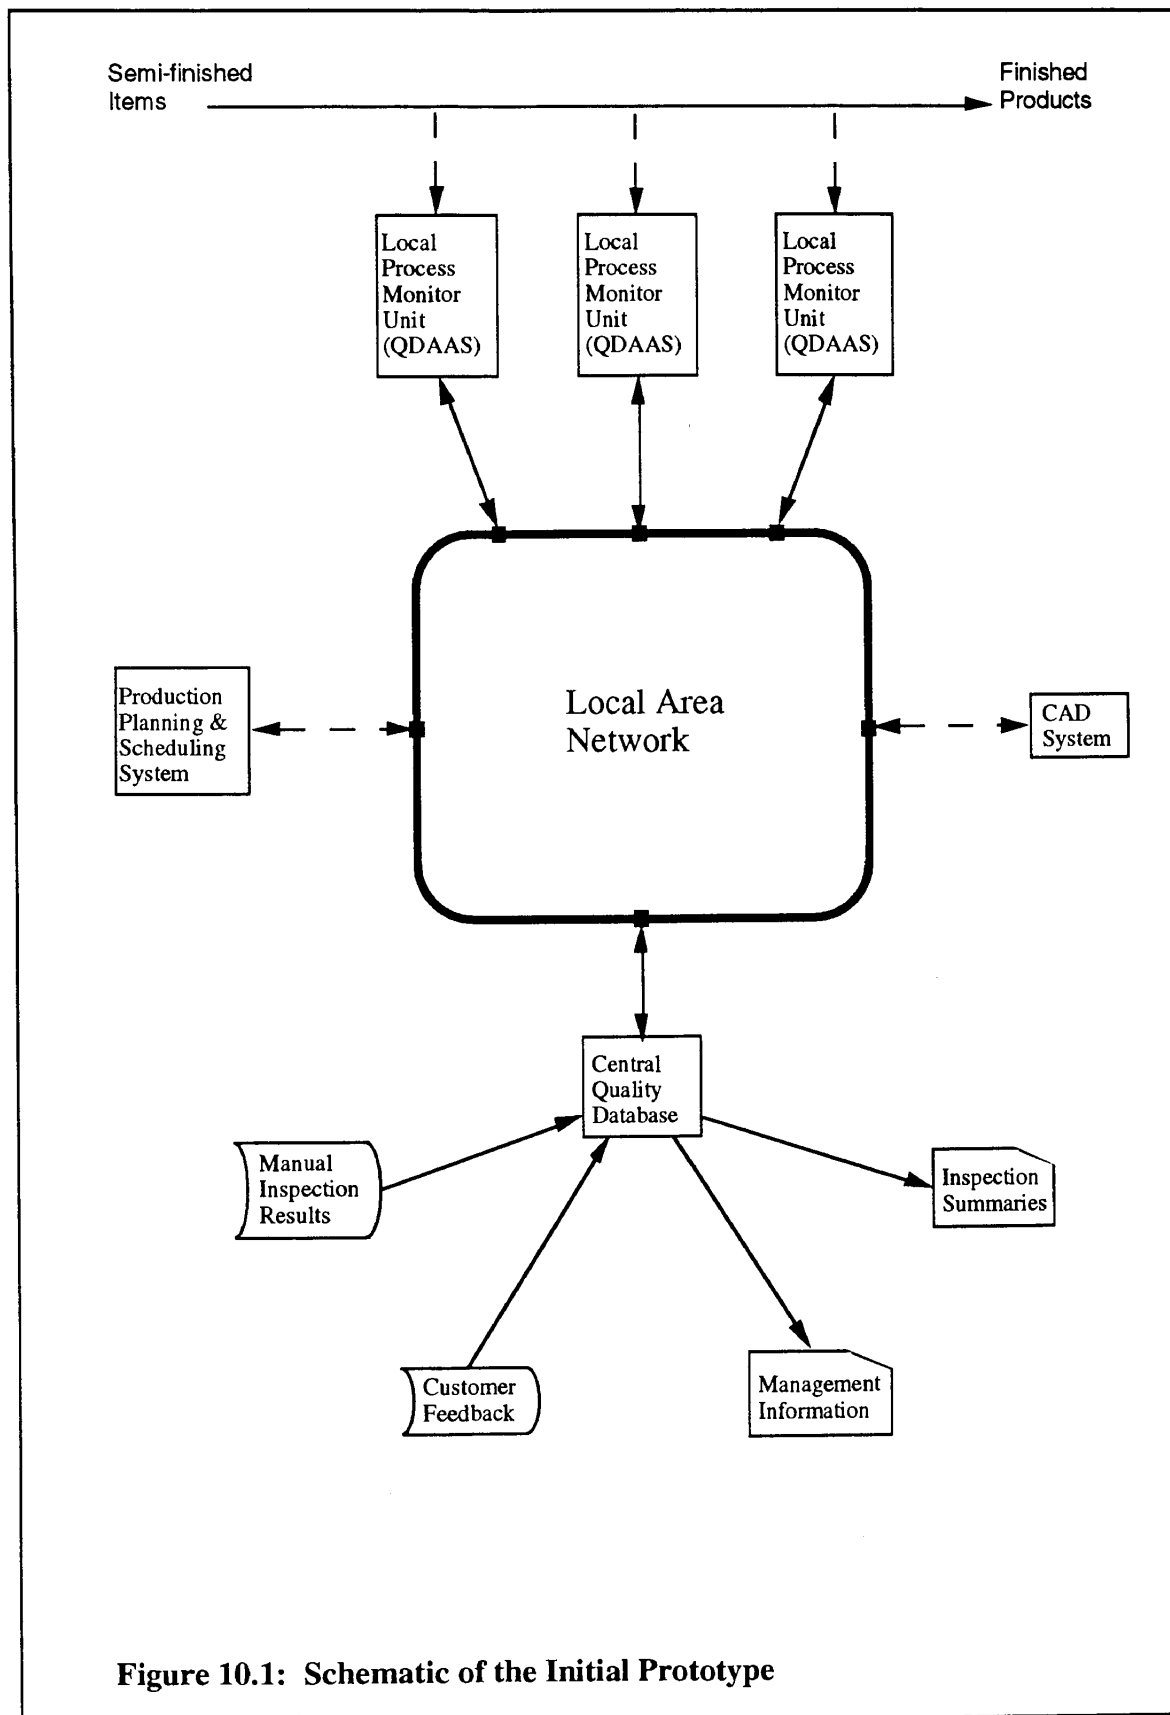 Semi-finished
Items
Finished
Products
Local
Process
Monitor
Unit
(QDAAS)
Local
Process
Monitor
Unit
(QDAAS)
Local
Process
Monitor
Unit
(QDAAS)
Production
Planning &
Scheduling
System
Local Area
Network
CAD
System
Central
Quality
Database
Manual
Inspection
Results
Inspection
Summaries
Customer
Feedback
Management
Information
Figure 10.1: Schematic of the Initial Prototype